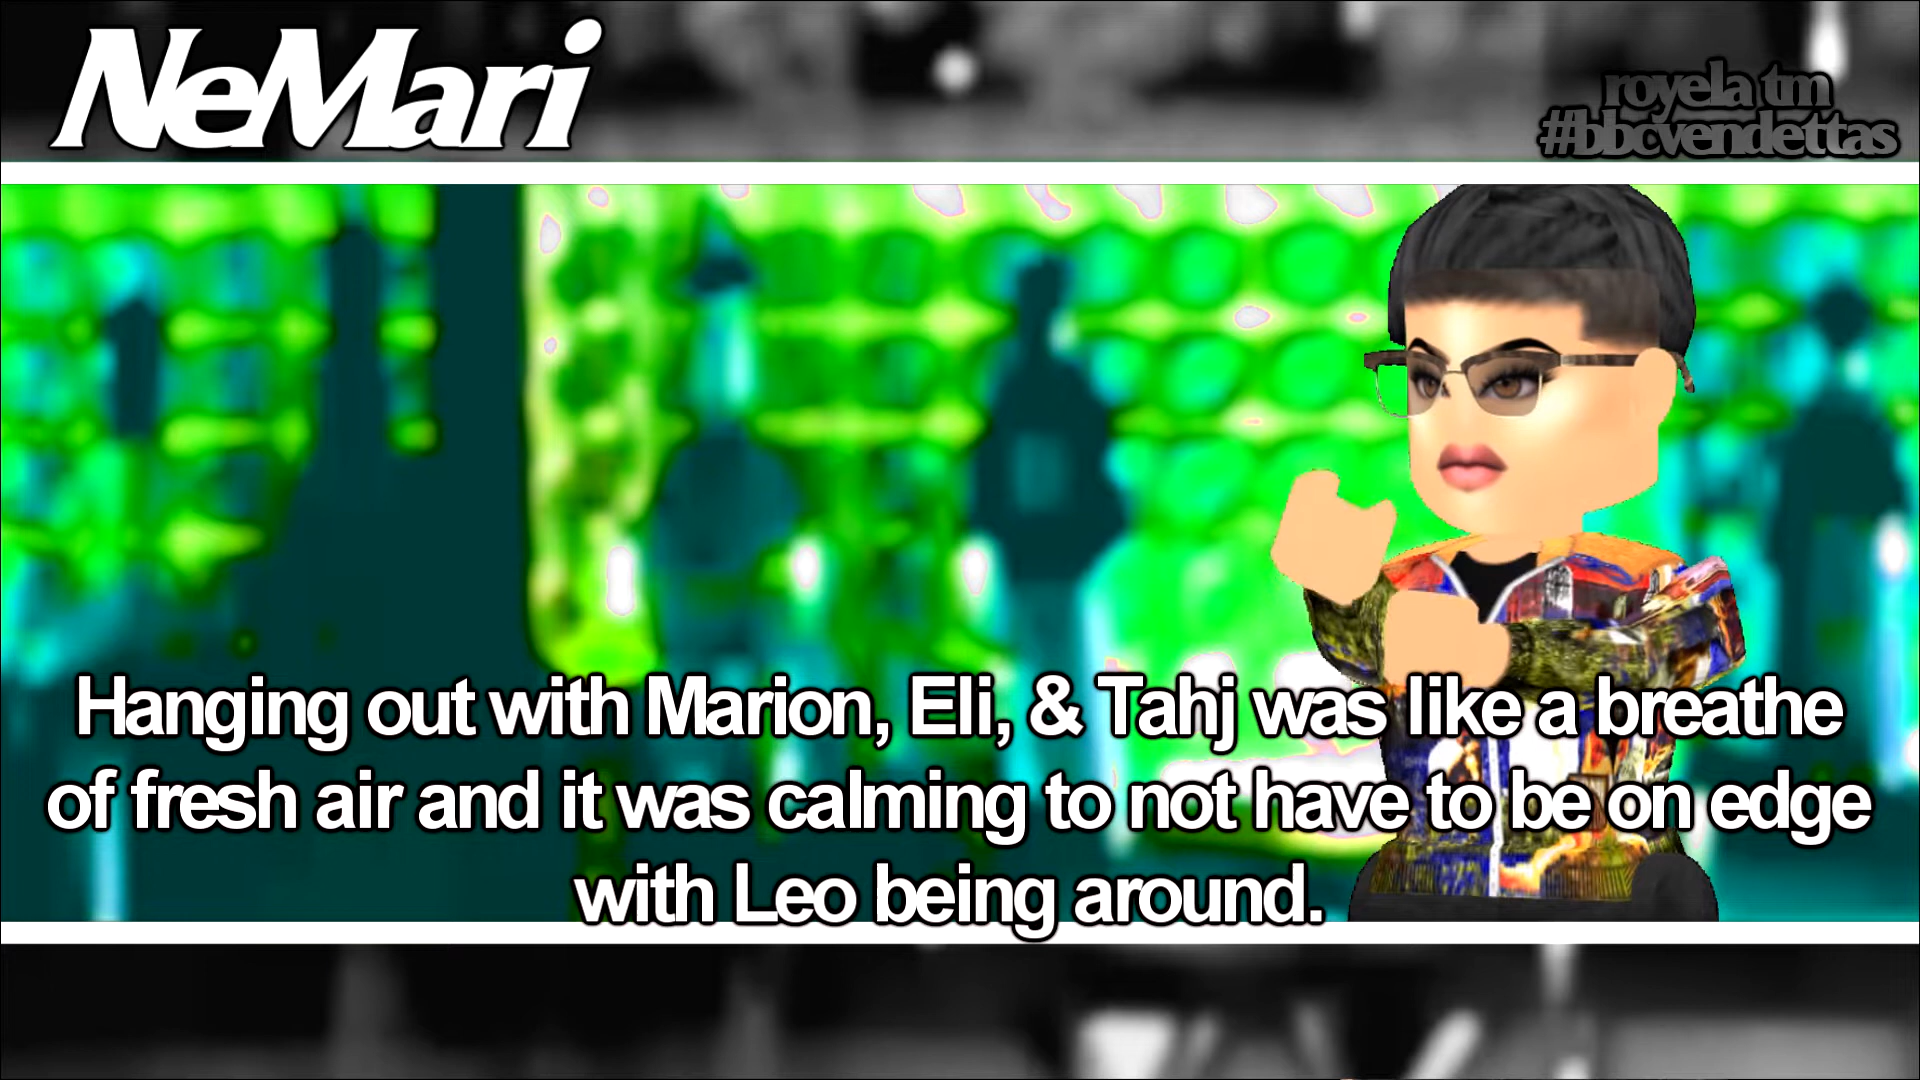 NeMari
royela tm
#bbcvendettas
Hanging out with Marion, Eli, & Tahj was like a breathe
of fresh air and it was calming to not have to be on edge
with Leo being around.